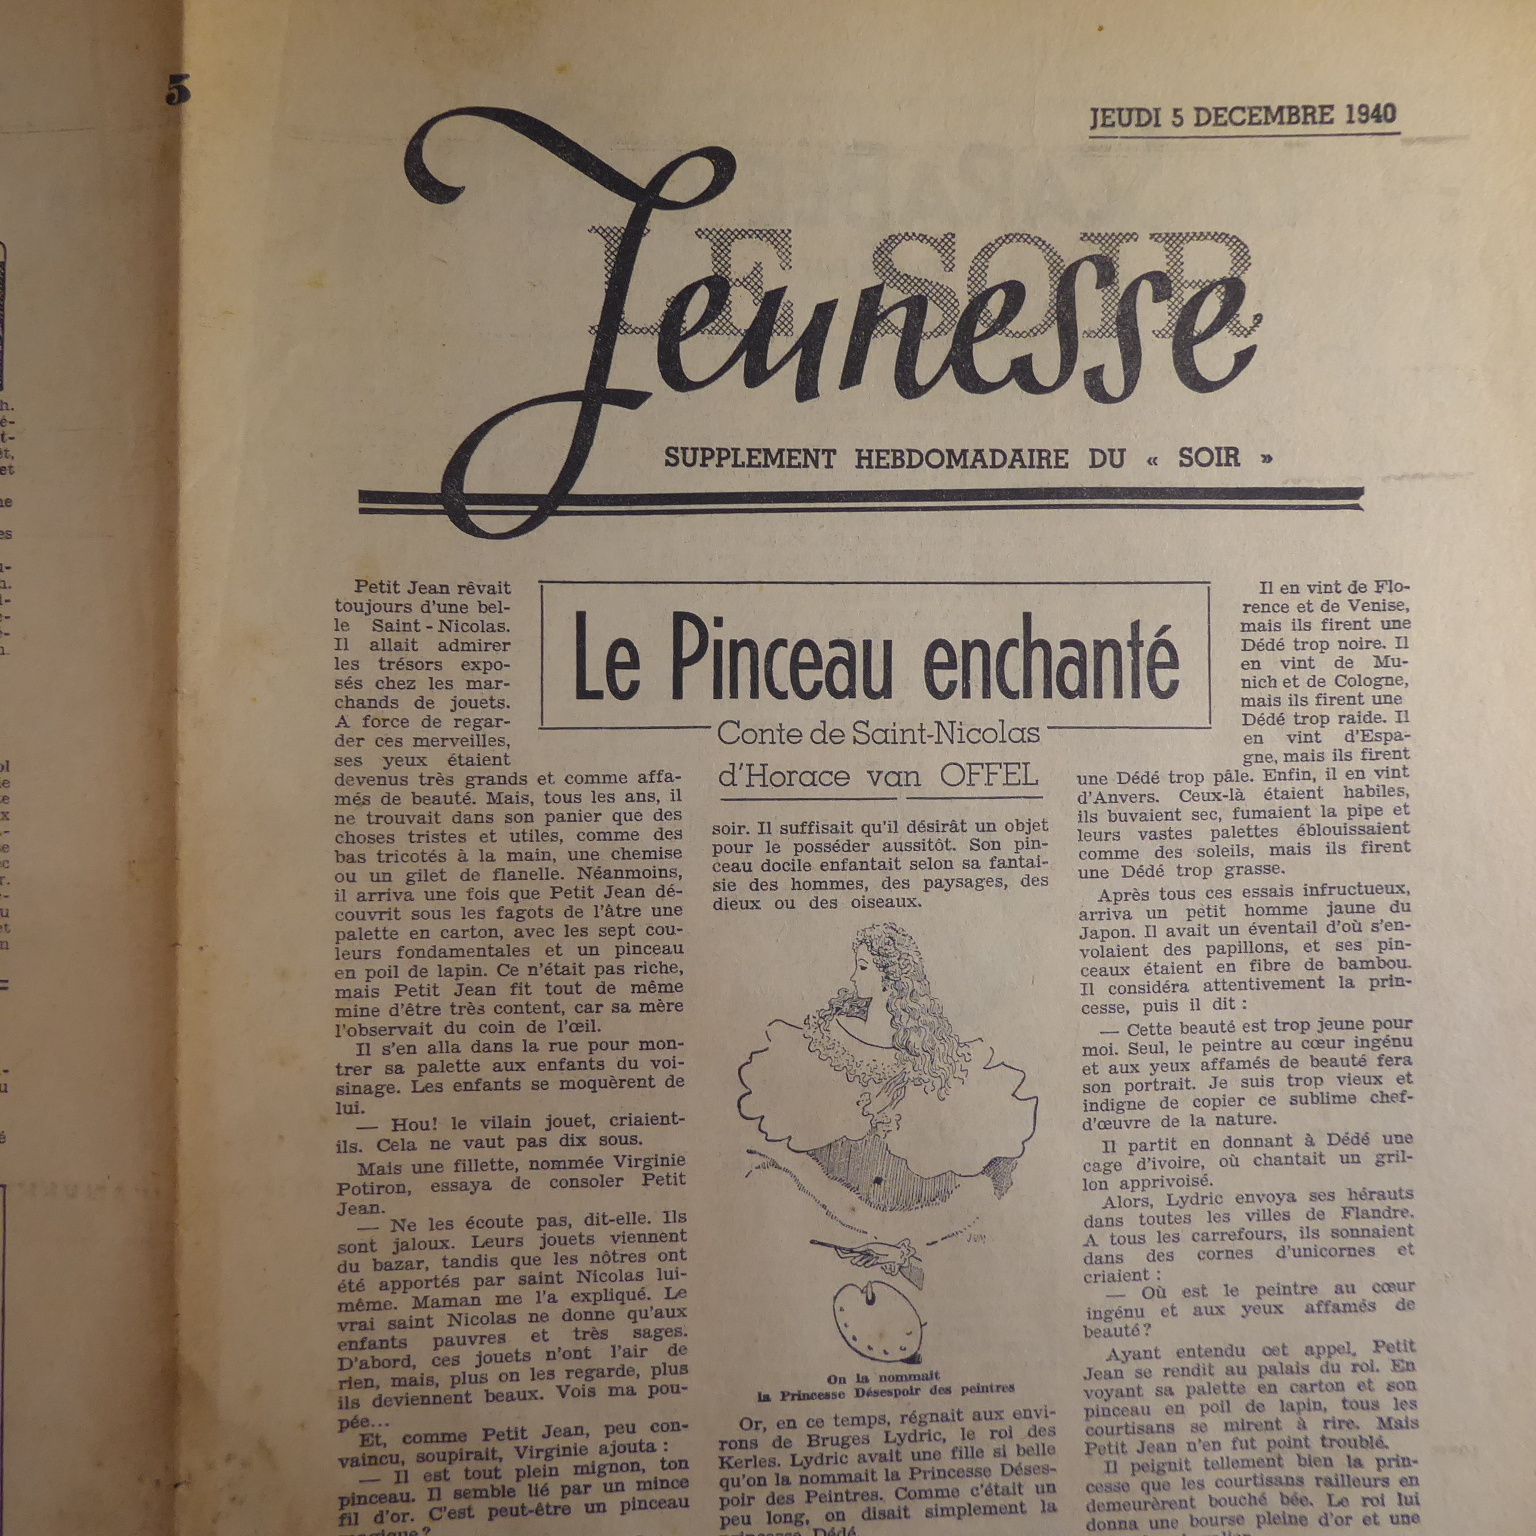 5
JEUDI 5 DECEMBRE 1940
LE SOIR
Jeunesse
SUPPLEMENT HEBDOMADAIRE DU « SOIR »
Le Pinceau enchanté
Conte de Saint-Nicolas
d'Horace van OFFEL
Petit Jean rêvait
toujours d'une bel-
le Saint-Nicolas.
Il allait admirer
les trésors expo-
sés chez les mar-
chands de jouets.
A force de regar-
der ces merveilles,
ses yeux étaient
devenus très grands et comme affa-
més de beauté. Mais, tous les ans, il
ne trouvait dans son panier que des
choses tristes et utiles, comme des
bas tricotés à la main, une chemise
ou un gilet de flanelle. Néanmoins,
il arriva une fois que Petit Jean dé-
couvrit sous les fagots de l'âtre une
palette en carton, avec les sept cou-
leurs fondamentales et un pinceau
en poil de lapin. Ce n'était pas riche,
mais Petit Jean fit tout de même
mine d'être très content, car sa mère
l'observait du coin de l'œil.
Il s'en alla dans la rue pour mon-
trer sa palette aux enfants du voi-
sinage. Les enfants se moquèrent de
lui.
— Hou! le vilain jouet, criaient-
ils. Cela ne vaut pas dix sous.
Mais une fillette, nommée Virginie
Potiron, essaya de consoler Petit
Jean.
— Ne les écoute pas, dit-elle. Ils
sont jaloux. Leurs jouets viennent
du bazar, tandis que les nôtres ont
été apportés par saint Nicolas lui-
même. Maman me l'a expliqué. Le
vrai saint Nicolas ne donne qu'aux
enfants pauvres et très sages.
D'abord, ces jouets n'ont l'air de
rien, mais, plus on les regarde, plus
ils deviennent beaux. Vois ma pou-
pée...
Et, comme Petit Jean, peu con-
vaincu, soupirait, Virginie ajouta :
— Il est tout plein mignon, ton
pinceau. Il semble lié par un mince
fil d'or. C'est peut-être un pinceau
magique?
soir. Il suffisait qu'il désirât un objet
pour le posséder aussitôt. Son pin-
ceau docile enfantait selon sa fantai-
sie des hommes, des paysages, des
dieux ou des oiseaux.
On la nommait
la Princesse Désespoir des peintres
Or, en ce temps, régnait aux envi-
rons de Bruges Lydric, le roi des
Kerles. Lydric avait une fille si belle
qu'on la nommait la Princesse Déses-
poir des Peintres. Comme c'était un
peu long, on disait simplement la
princesse Dédé.
Il en vint de Flo-
rence et de Venise,
mais ils firent une
Dédé trop noire. Il
en vint de Mu-
nich et de Cologne,
mais ils firent une
Dédé trop raide. Il
en vint d'Espa-
gne, mais ils firent
une Dédé trop pâle. Enfin, il en vint
d'Anvers. Ceux-là étaient habiles,
ils buvaient sec, fumaient la pipe et
leurs vastes palettes éblouissaient
comme des soleils, mais ils firent
une Dédé trop grasse.
Après tous ces essais infructueux,
arriva un petit homme jaune du
Japon. Il avait un éventail d'où s'en-
volaient des papillons, et ses pin-
ceaux étaient en fibre de bambou.
Il considéra attentivement la prin-
cesse, puis il dit :
— Cette beauté est trop jeune pour
moi. Seul, le peintre au cœur ingénu
et aux yeux affamés de beauté fera
son portrait. Je suis trop vieux et
indigne de copier ce sublime chef-
d'œuvre de la nature.
Il partit en donnant à Dédé une
cage d'ivoire, où chantait un gril-
lon apprivoisé.
Alors, Lydric envoya ses hérauts
dans toutes les villes de Flandre.
A tous les carrefours, ils sonnaient
dans des cornes d'unicornes et
criaient :
— Où est le peintre au cœur
ingénu et aux yeux affamés de
beauté?
Ayant entendu cet appel, Petit
Jean se rendit au palais du roi. En
voyant sa palette en carton et son
pinceau en poil de lapin, tous les
courtisans se mirent à rire. Mais
Petit Jean n'en fut point troublé.
Il peignit tellement bien la prin-
cesse que les courtisans railleurs en
demeurèrent bouché bée. Le roi lui
donna une bourse pleine d'or et une